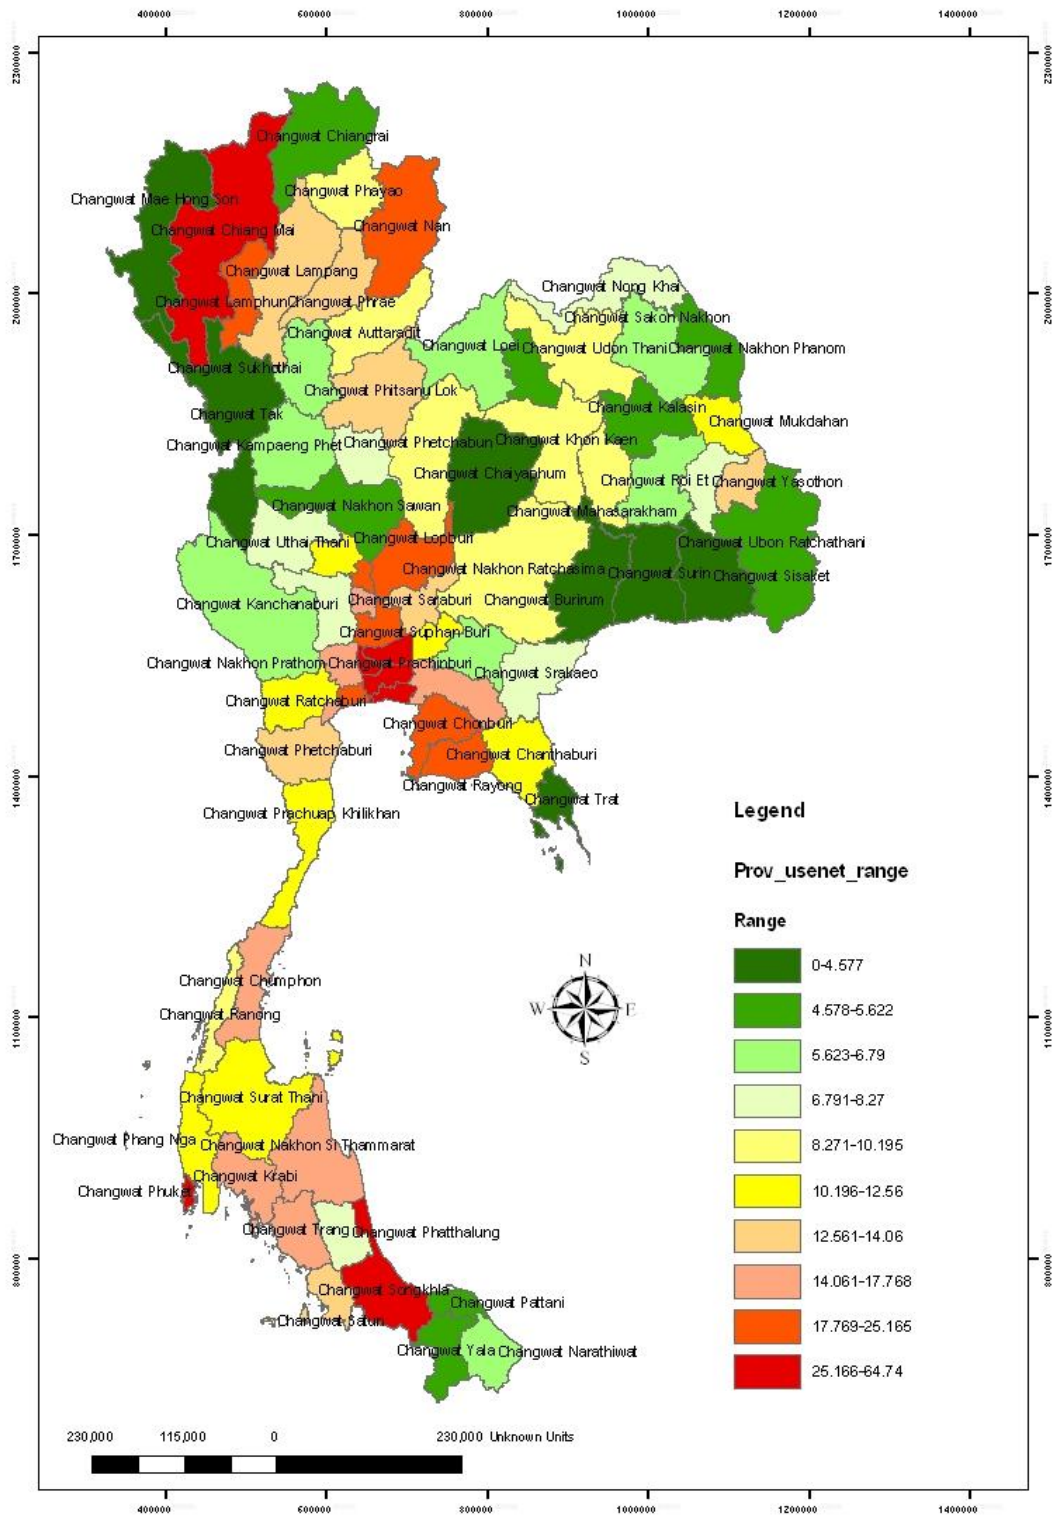 400000 600000 800000 1000000 1200000 1400000
2300000 2300000
Changwat Chiangrai
Changwat Phayao
Changwat Mae Hong Son
Changwat Nan
Changwat Chiang Mai
Changwat Lampang
Changwat Nong Khai
2000000 2000000
Changwat Lamphun
Changwat Phrae
Changwat Sakon Nakhon
Changwat Auttaradit
Changwat Loei
Changwat Udon Thani
Changwat Nakhon Phanom
Changwat Sukhothai
Changwat Phitsanu Lok
Changwat Kalasin
Changwat Tak
Changwat Mukdahan
Changwat Kampaeng Phet
Changwat Phetchabun
Changwat Khon Kaen
Changwat Chaiyaphum
Changwat Roi Et
Changwat Yasothon
Changwat Nakhon Sawan
Changwat Mahasarakham
1700000 1700000
Changwat Uthai Thani
Changwat Lopburi
Changwat Ubon Ratchathani
Changwat Nakhon Ratchasima
Changwat Surin
Changwat Sisaket
Changwat Kanchanaburi
Changwat Saraburi
Changwat Burirum
Changwat Suphan Buri
Changwat Nakhon Prathom
Changwat Prachinburi
Changwat Srakaeo
Changwat Ratchaburi
Changwat Chonburi
Changwat Phetchaburi
Changwat Chanthaburi
1400000 1400000
Changwat Rayong
Changwat Trat
Changwat Prachuap Khilikhan
Legend
Prov_usenet_range
Range
0-4.577
4.578-5.622
5.623-6.79
6.791-8.27
8.271-10.195
10.196-12.56
12.561-14.06
14.061-17.768
17.769-25.165
25.166-64.74
N
W E
S
Changwat Chumphon
Changwat Ranong
1100000 1100000
Changwat Surat Thani
Changwat Phang Nga
Changwat Nakhon Si Thammarat
Changwat Krabi
Changwat Phuket
Changwat Trang
Changwat Phatthalung
800000 800000
Changwat Songkhla
Changwat Pattani
Changwat Satun
Changwat Yala
Changwat Narathiwat
230,000 115,000 0 230,000 Unknown Units
400000 600000 800000 1000000 1200000 1400000